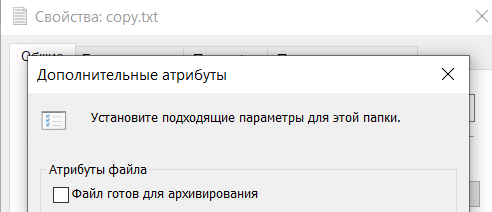 Свойства: copy.txt
Дополнительные атрибуты
Установите подходящие параметры для этой папки.
Атрибуты файла
Файл готов для архивирования